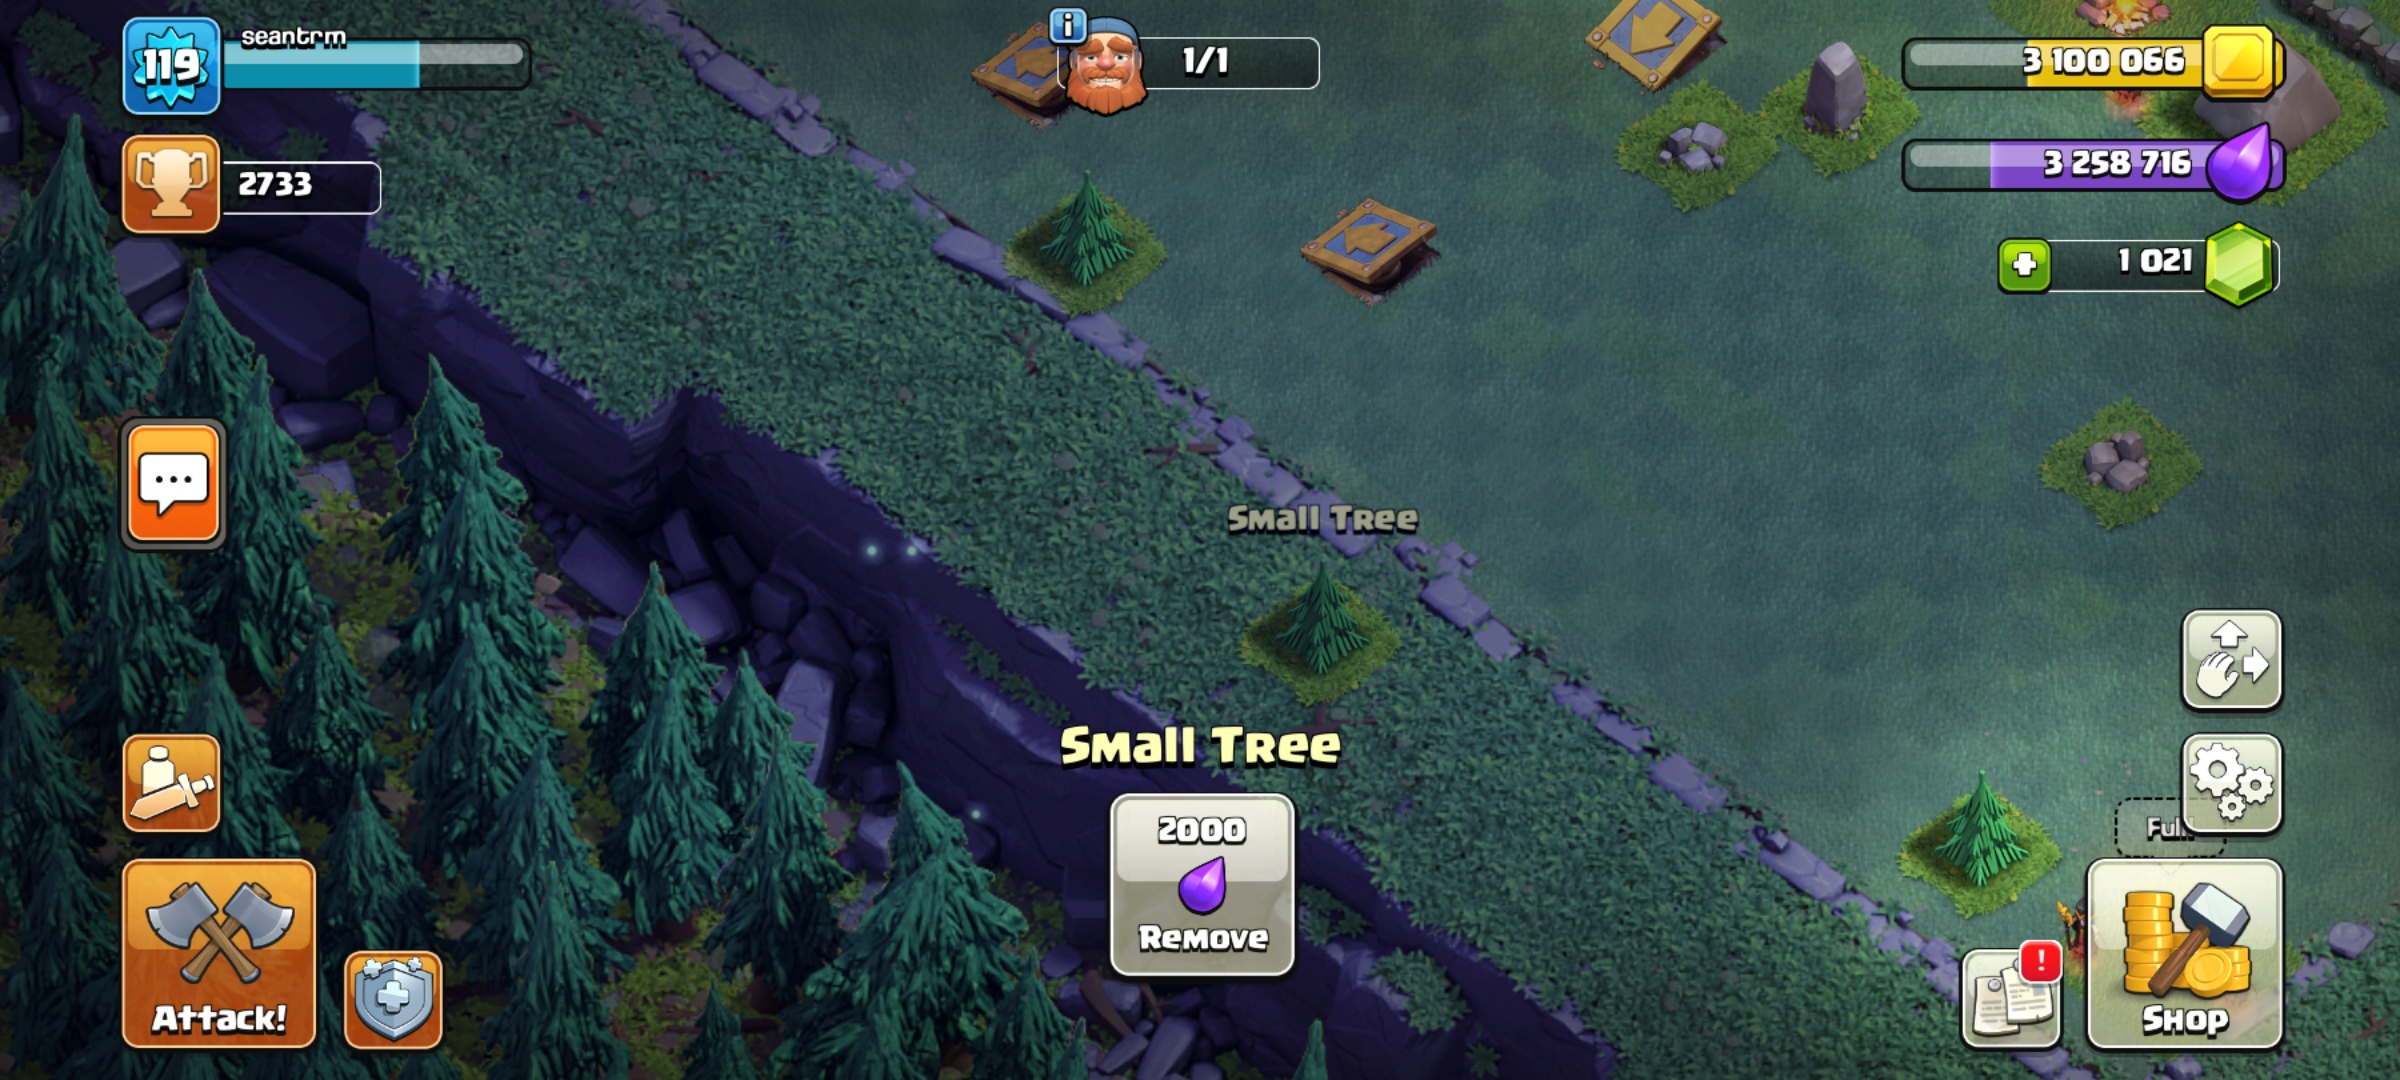 seantrm
119
1/1
3 100 066
2733
3 258 716
1 021
Small Tree
Small Tree
2000
Remove
Attack!
!
Shop